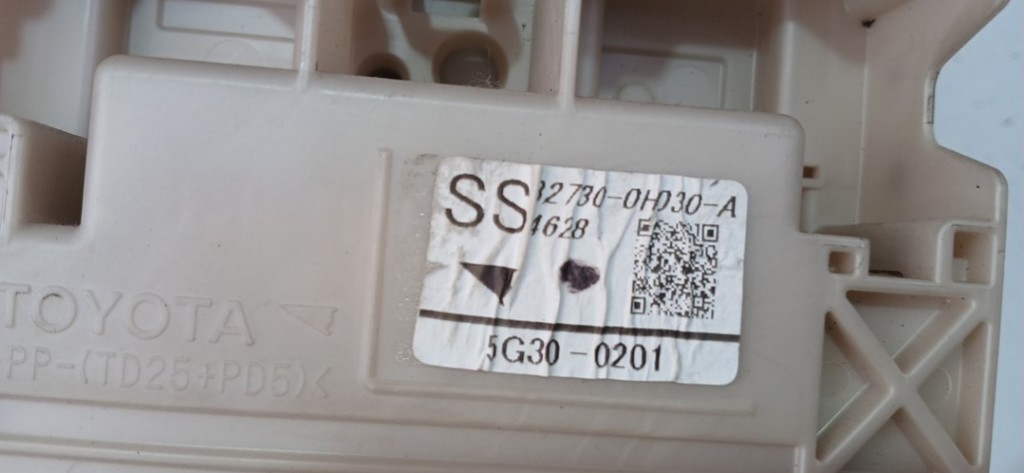 SS 82730-0H030-A
4628
5G30-0201
TOYOTA
>PP-(TD25+PD5)<